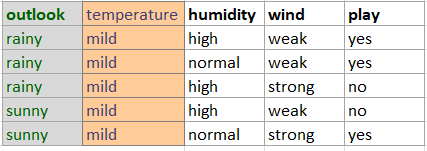 outlook temperature humidity wind play
rainy mild high weak yes
rainy mild normal weak yes
rainy mild high strong no
sunny mild high weak no
sunny mild normal strong yes